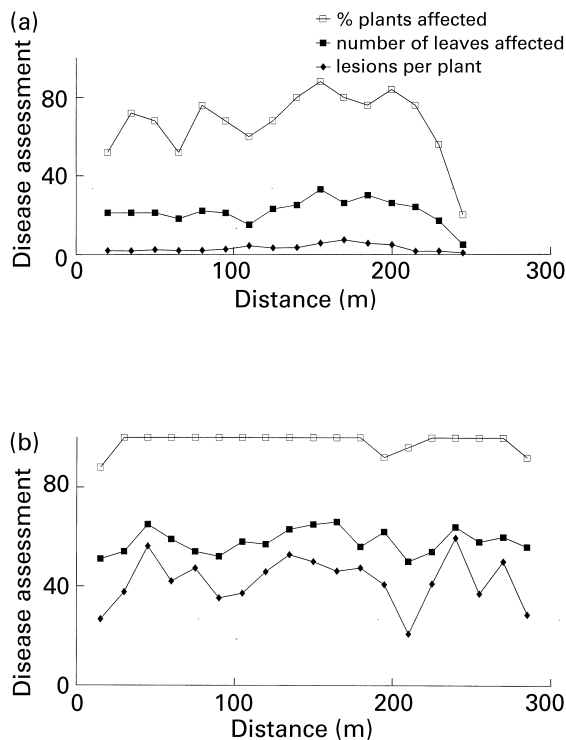 (a)
% plants affected
number of leaves affected
lesions per plant
Disease assessment
80
40
0
0 100 200 300
Distance (m)
(b)
Disease assessment
80
40
0
0 100 200 300
Distance (m)